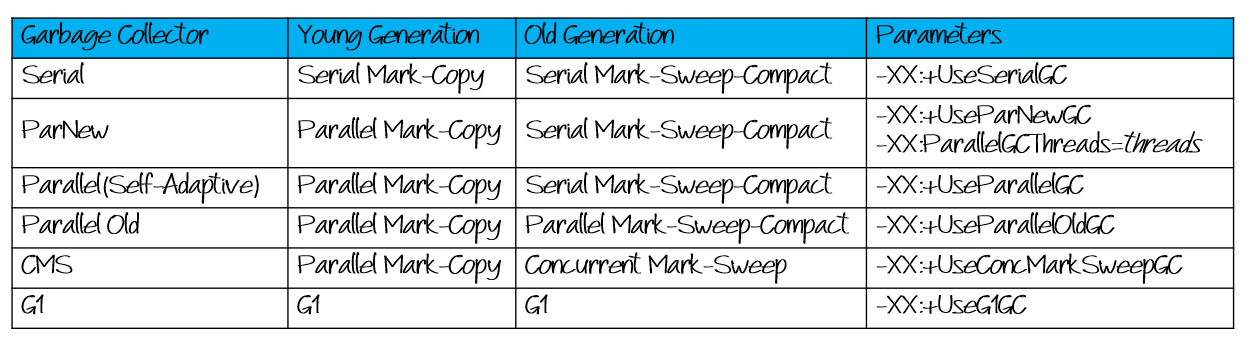 Garbage Collector Young Generation Old Generation Parameters
Serial Serial Mark-Copy Serial Mark-Sweep-Compact -XX:+UseSerialGC
ParNew Parallel Mark-Copy Serial Mark-Sweep-Compact -XX:+UseParNewGC
-XX:ParallelGCThreads=threads
Parallel(Self-Adaptive) Parallel Mark-Copy Serial Mark-Sweep-Compact -XX:+UseParallelGC
Parallel Old Parallel Mark-Copy Parallel Mark-Sweep-Compact -XX:+UseParallelOldGC
CMS Parallel Mark-Copy Concurrent Mark-Sweep -XX:+UseConcMarkSweepGC
G1 G1 G1 -XX:+UseG1GC